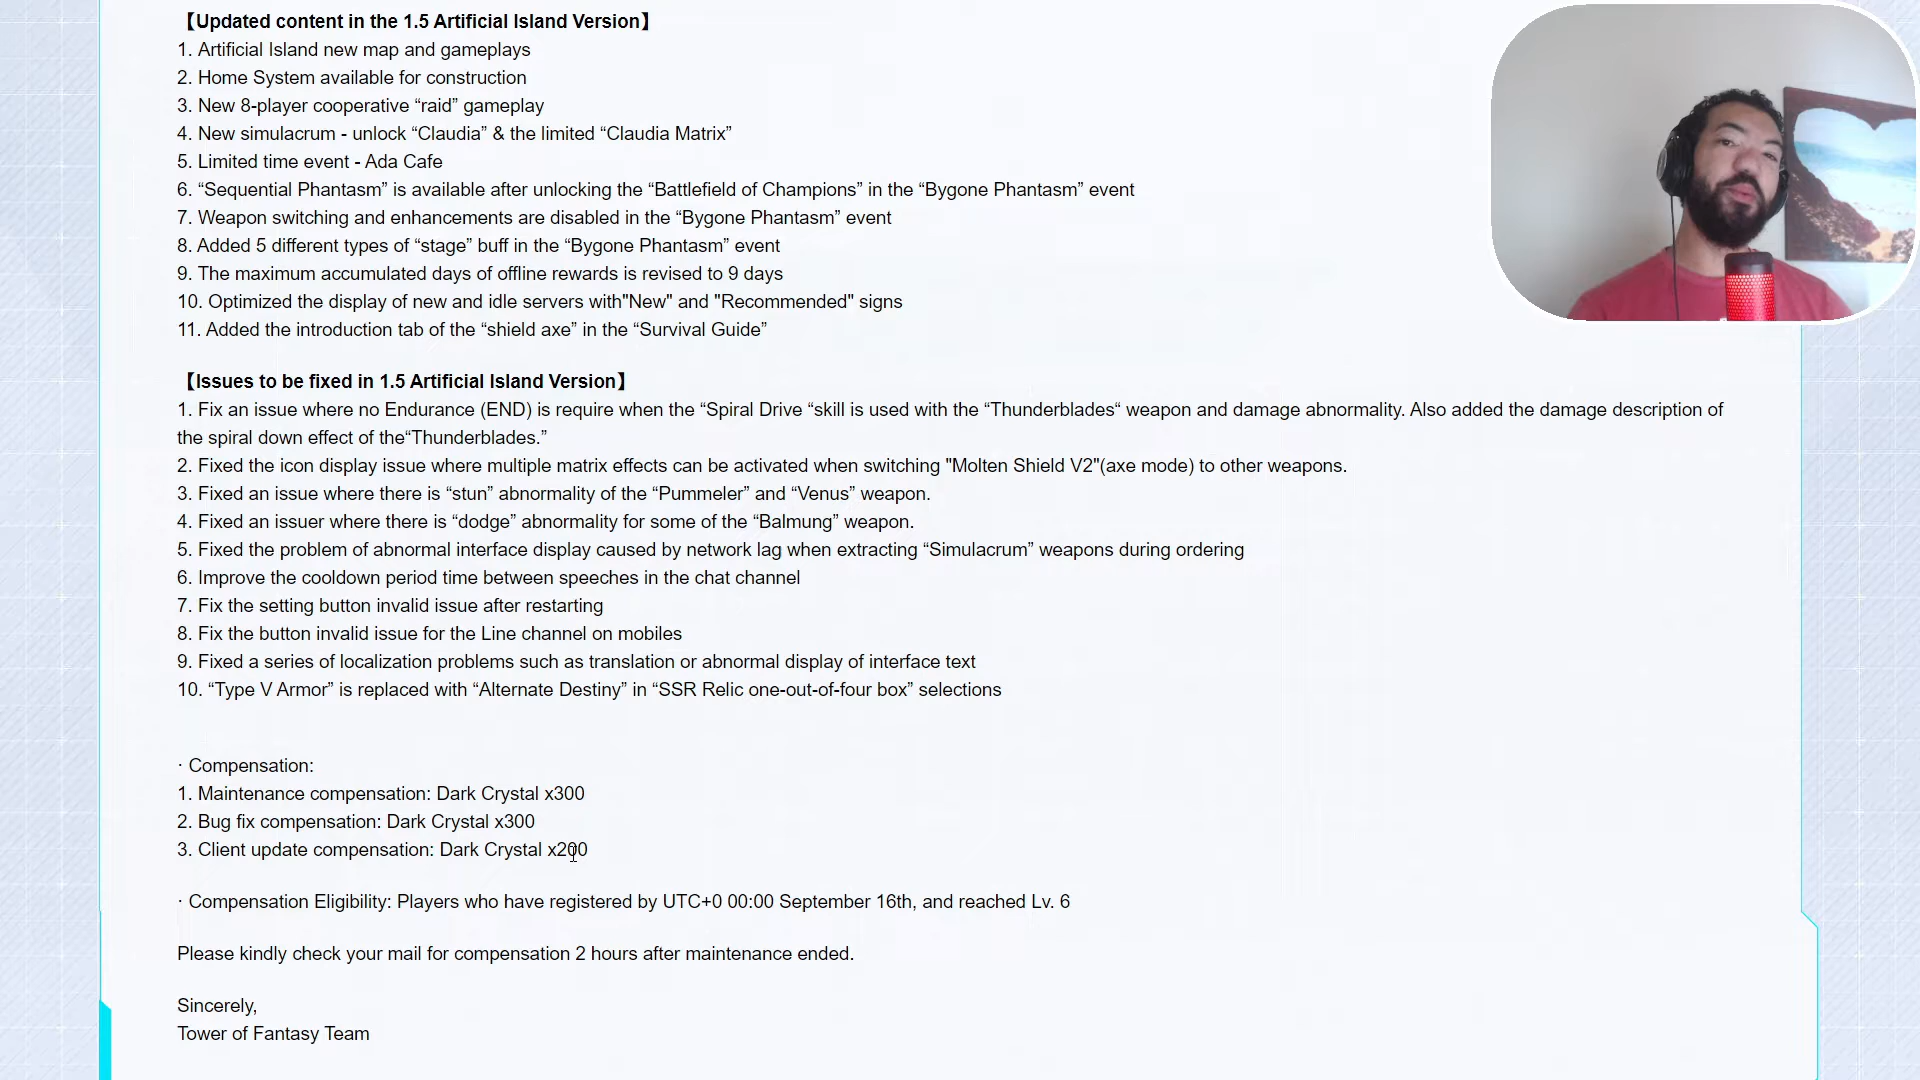 【Updated content in the 1.5 Artificial Island Version】
1. Artificial Island new map and gameplays
2. Home System available for construction
3. New 8-player cooperative “raid” gameplay
4. New simulacrum - unlock “Claudia” & the limited “Claudia Matrix”
5. Limited time event - Ada Cafe
6. “Sequential Phantasm” is available after unlocking the “Battlefield of Champions” in the “Bygone Phantasm” event
7. Weapon switching and enhancements are disabled in the “Bygone Phantasm” event
8. Added 5 different types of “stage” buff in the “Bygone Phantasm” event
9. The maximum accumulated days of offline rewards is revised to 9 days
10. Optimized the display of new and idle servers with"New" and "Recommended" signs
11. Added the introduction tab of the “shield axe” in the “Survival Guide”
【Issues to be fixed in 1.5 Artificial Island Version】
1. Fix an issue where no Endurance (END) is require when the “Spiral Drive “skill is used with the “Thunderblades“ weapon and damage abnormality. Also added the damage description of
the spiral down effect of the“Thunderblades.”
2. Fixed the icon display issue where multiple matrix effects can be activated when switching "Molten Shield V2"(axe mode) to other weapons.
3. Fixed an issue where there is “stun” abnormality of the “Pummeler” and “Venus” weapon.
4. Fixed an issuer where there is “dodge” abnormality for some of the “Balmung” weapon.
5. Fixed the problem of abnormal interface display caused by network lag when extracting “Simulacrum” weapons during ordering
6. Improve the cooldown period time between speeches in the chat channel
7. Fix the setting button invalid issue after restarting
8. Fix the button invalid issue for the Line channel on mobiles
9. Fixed a series of localization problems such as translation or abnormal display of interface text
10. “Type V Armor” is replaced with “Alternate Destiny” in “SSR Relic one-out-of-four box” selections
· Compensation:
1. Maintenance compensation: Dark Crystal x300
2. Bug fix compensation: Dark Crystal x300
3. Client update compensation: Dark Crystal x200
· Compensation Eligibility: Players who have registered by UTC+0 00:00 September 16th, and reached Lv. 6
Please kindly check your mail for compensation 2 hours after maintenance ended.
Sincerely,
Tower of Fantasy Team